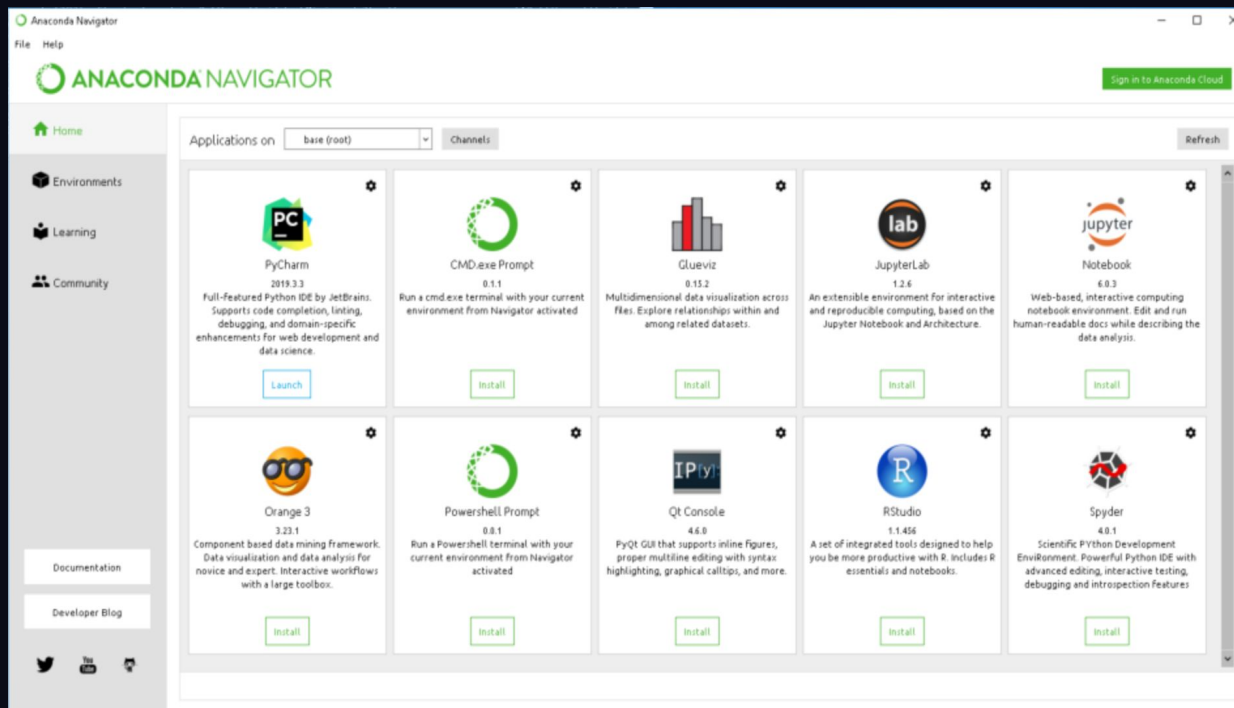 Anaconda Navigator
File Help
ANACONDA NAVIGATOR
Sign in to Anaconda Cloud
Home
Environments
Learning
Community
Documentation
Developer Blog
You
Tube
Applications on base (root) Channels Refresh
PC
PyCharm
2019.3.3
Full-featured Python IDE by JetBrains.
Supports code completion, linting,
debugging, and domain-specific
enhancements for web development and
data science.
Launch
CMD.exe Prompt
0.1.1
Run a cmd.exe terminal with your current
environment from Navigator activated
Install
Glueviz
0.15.2
Multidimensional data visualization across
files. Explore relationships within and
among related datasets.
Install
lab
JupyterLab
1.2.6
An extensible environment for interactive
and reproducible computing, based on the
Jupyter Notebook and Architecture.
Install
jupyter
Notebook
6.0.3
Web-based, interactive computing
notebook environment. Edit and run
human-readable docs while describing the
data analysis.
Install
Orange 3
3.23.1
Component based data mining framework.
Data visualization and data analysis for
novice and expert. Interactive workflows
with a large toolbox.
Install
Powershell Prompt
0.0.1
Run a Powershell terminal with your
current environment from Navigator
activated
Install
IP[y]:
Qt Console
4.6.0
PyQt GUI that supports inline figures,
proper multiline editing with syntax
highlighting, graphical calltips, and more.
Install
R
RStudio
1.1.456
A set of integrated tools designed to help
you be more productive with R. Includes R
essentials and notebooks.
Install
Spyder
4.0.1
Scientific PYthon Development
EnviRonment. Powerful Python IDE with
advanced editing, interactive testing,
debugging and introspection features
Install